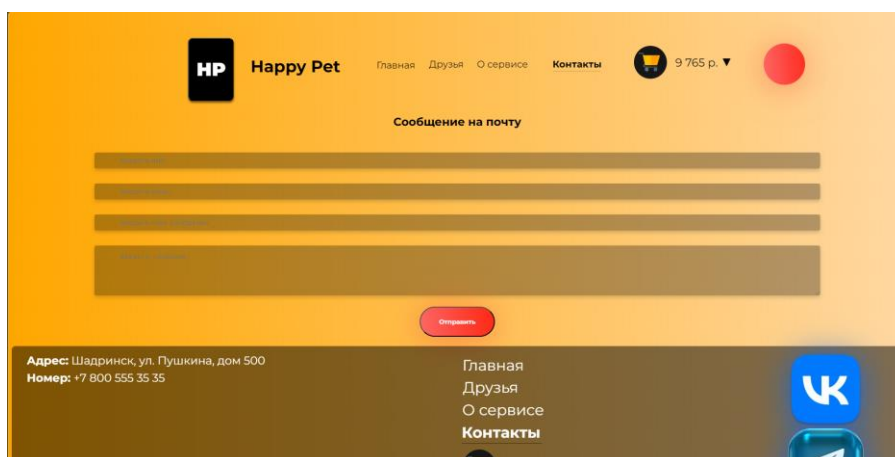 HP
Happy Pet
Главная Друзья О сервисе Контакты
9 765 р. ▼
Сообщение на почту
Отправить
Адрес: Шадринск, ул. Пушкина, дом 500
Номер: +7 800 555 35 35
Главная
Друзья
О сервисе
Контакты